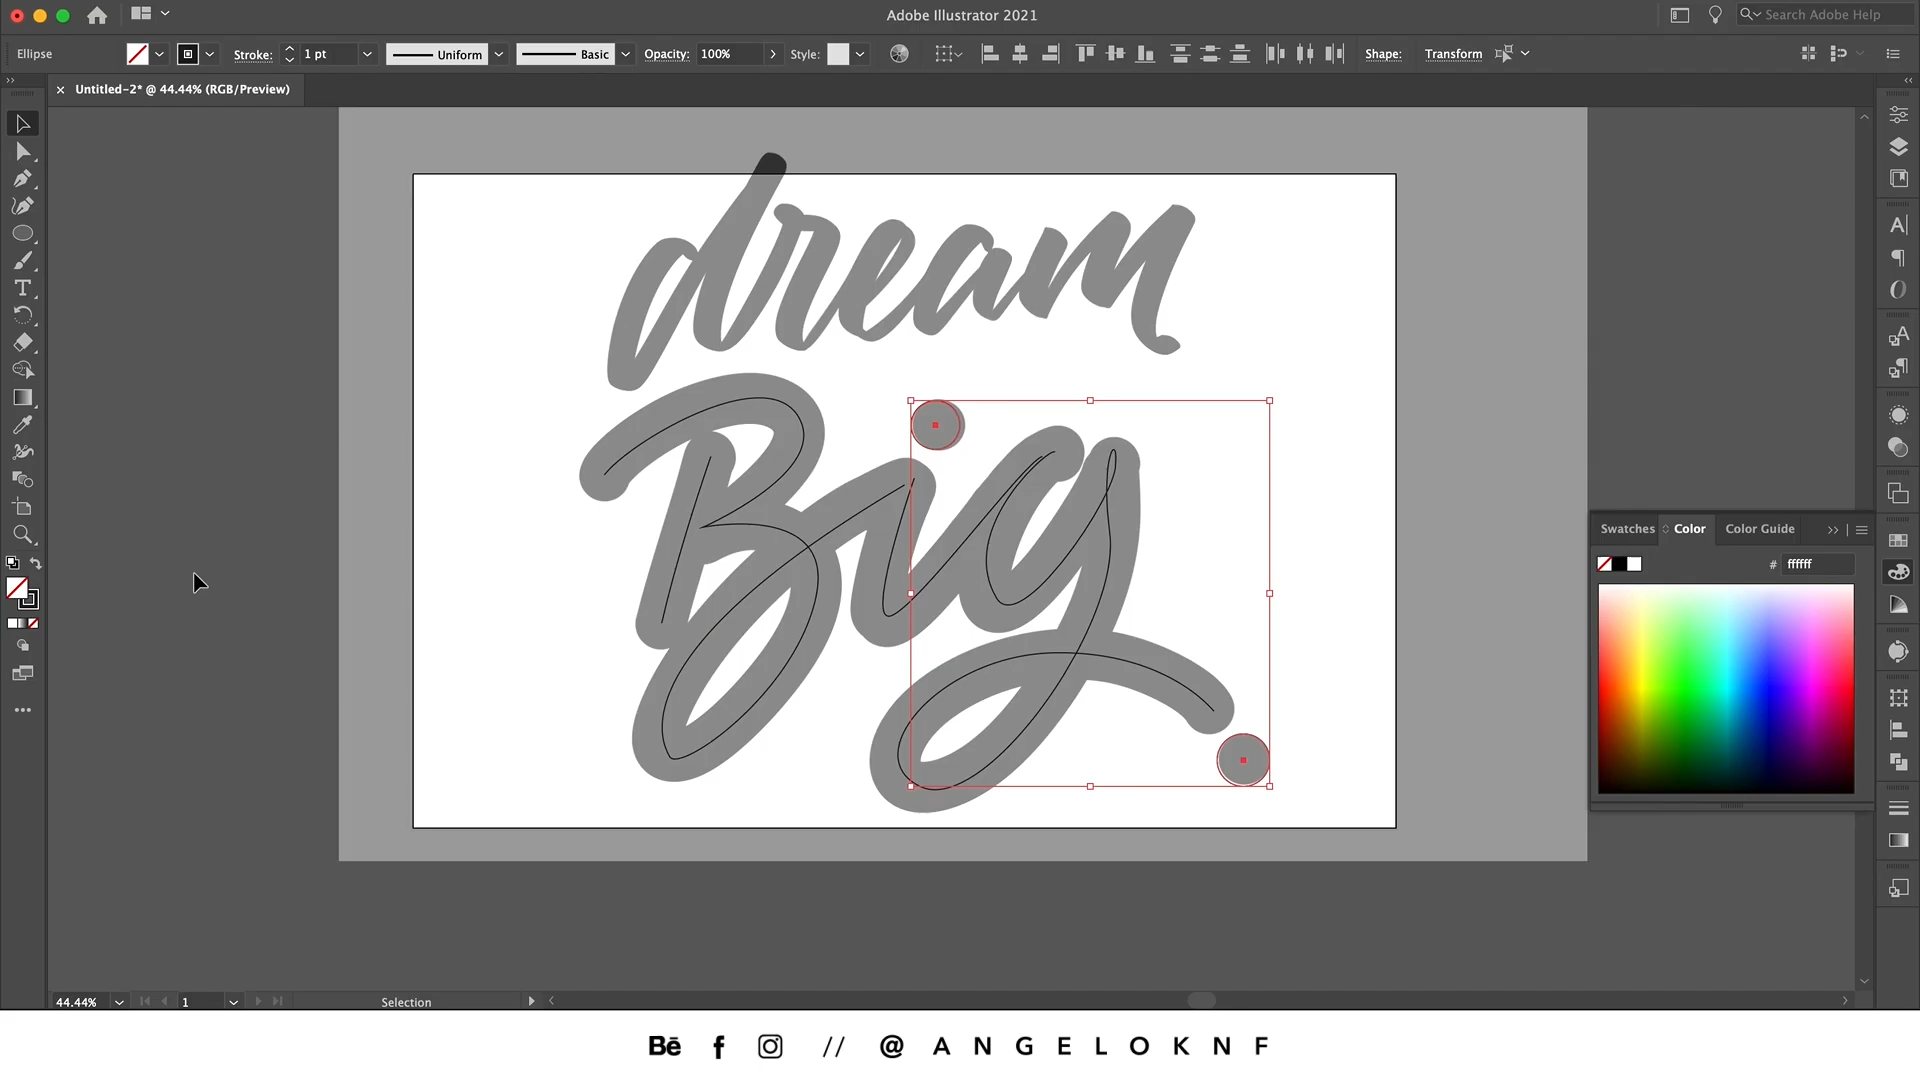 Adobe Illustrator 2021
Search Adobe Help
Ellipse
Stroke: 1 pt
Uniform
Basic
Opacity: 100%
Style:
Shape:
Transform
Untitled-2* @ 44.44% (RGB/Preview)
dream
Big
Swatches Color Color Guide
# ffffff
44.44%
1
Selection
Bē f // @ANGELOKNF